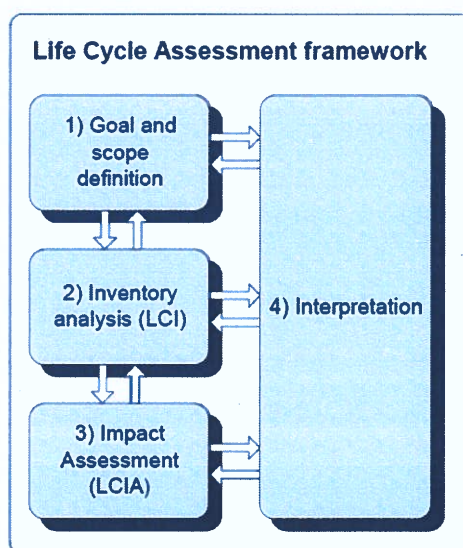 Life Cycle Assessment framework
1) Goal and
scope
definition
2) Inventory
analysis (LCI)
3) Impact
Assessment
(LCIA)
4) Interpretation